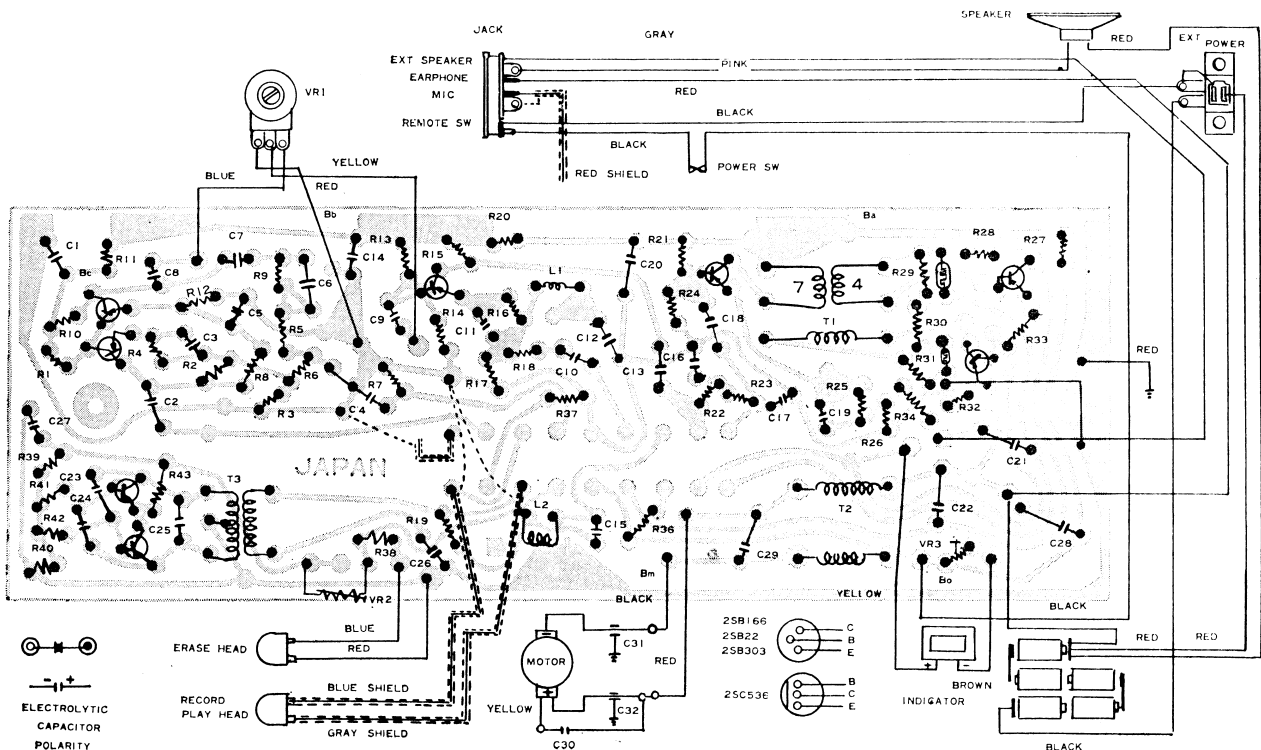 SPEAKER
JACK
GRAY
RED
EXT
POWER
EXT SPEAKER
PINK
EARPHONE
MIC
RED
VR1
BLACK
REMOTE SW
BLACK
YELLOW
POWER SW
BLUE
RED
RED SHIELD
Bb
Ba
R20
C1
R11
C7
R13
R21
R28
R27
Bc
C8
R9
C14
R15
C20
R29
C6
L1
R12
7
4
R24
C5
C9
R14
R16
C18
R10
R5
C11
T1
R30
R4
C3
C12
R33
R1
R2
R8
R6
R7
R17
R18
C10
C13
C16
R31
RED
C2
R3
C4
R37
R22
R23
C17
R25
C19
R34
R32
C27
R26
R39
JAPAN
C21
R41
C23
R43
T3
C24
L2
T2
C22
R42
C25
R19
C15
R36
C28
R40
R38
C26
C29
VR3
Bm
Bo
VR2
BLACK
YELLOW
BLACK
BLUE
2SB166
2SB22
2SB303
C
B
E
RED
RED
ERASE HEAD
RED
C31
RED
MOTOR
BLUE SHIELD
RECORD
PLAY HEAD
2SC536
B
C
E
BROWN
INDICATOR
- +
ELECTROLYTIC
CAPACITOR
POLARITY
YELLOW
C32
GRAY SHIELD
C30
BLACK